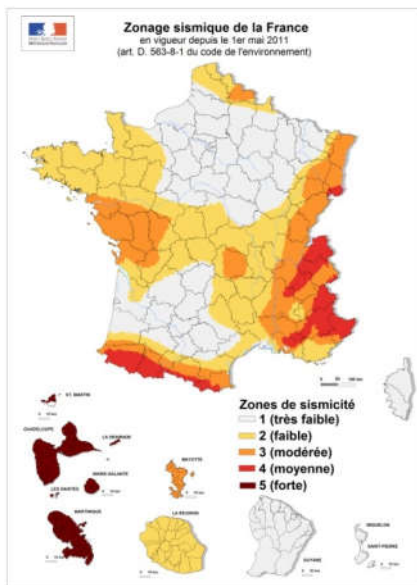 Zonage sismique de la France
en vigueur depuis le 1er mai 2011
(art. D. 563-8-1 du code de l'environnement)
ST. MARTIN
GUADELOUPE
LA DÉSIRADE
MARIE-GALANTE
LES SAINTES
MARTINIQUE
MAYOTTE
LA RÉUNION
GUYANE
MIQUELON
SAINT-PIERRE
Zones de sismicité
1 (très faible)
2 (faible)
3 (modérée)
4 (moyenne)
5 (forte)